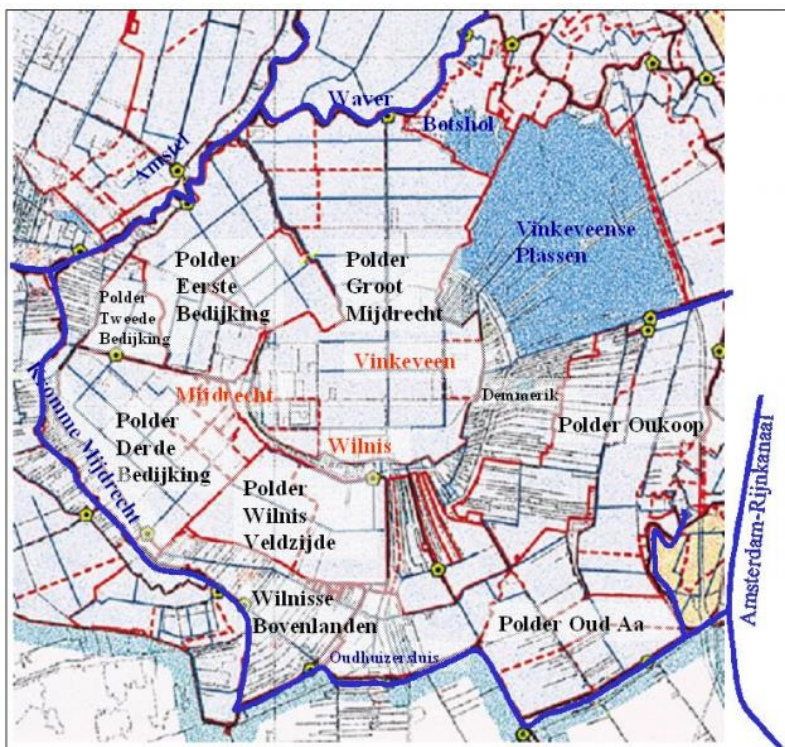 Waver
Botshol
Amstel
Vinkeveense
Plassen
Polder
Eerste
Bedijking
Polder
Groot
Mijdrecht
Polder
Tweede
Bedijking
Vinkeveen
Mijdrecht
Demmerik
Kromme Mijdrecht
Polder
Derde
Bedijking
Wilnis
Polder Oukoop
Polder
Wilnis
Veldzijde
Amsterdam-Rijnkanaal
Wilnisse
Bovenlanden
Polder Oud Aa
Oudhuizersluis